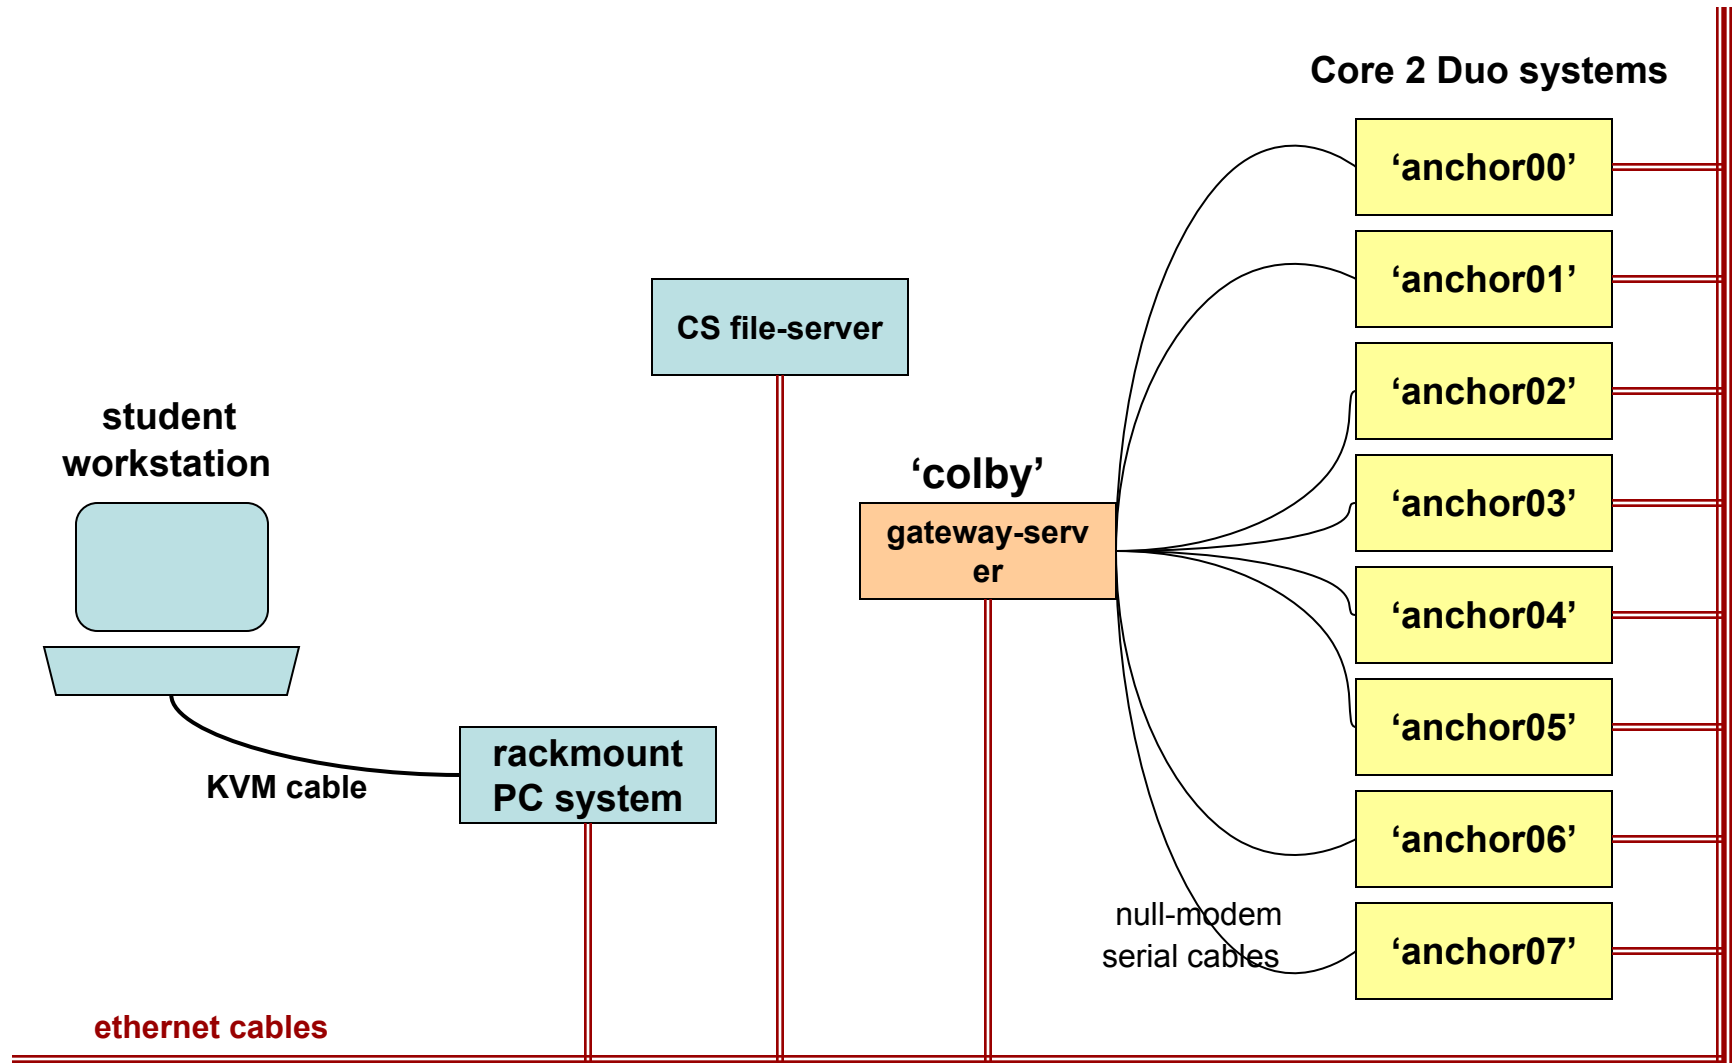 Core 2 Duo systems
‘anchor00’
‘anchor01’
CS file-server
‘anchor02’
student
workstation
‘colby’
gateway-serv
er
‘anchor03’
‘anchor04’
‘anchor05’
rackmount
PC system
KVM cable
‘anchor06’
null-modem
serial cables
‘anchor07’
ethernet cables